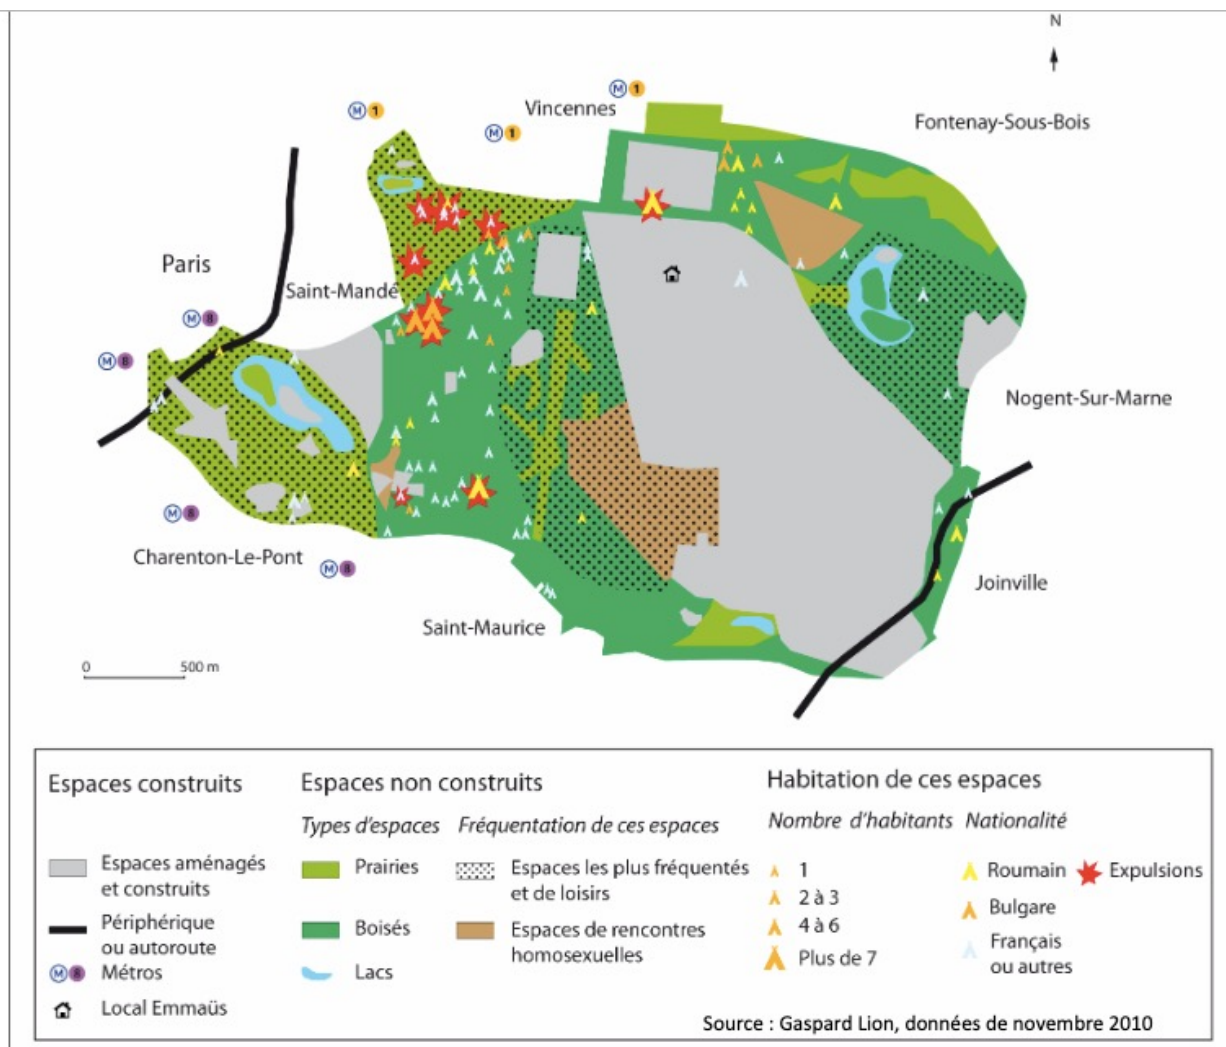 N
M 1
Vincennes
M 1
M 1
Fontenay-Sous-Bois
Paris
Saint-Mandé
M 8
M 8
Nogent-Sur-Marne
M 8
Charenton-Le-Pont
M 8
Joinville
Saint-Maurice
0 500 m
Espaces construits
Espaces aménagés
et construits
Périphérique
ou autoroute
M 8 Métros
Local Emmaüs
Espaces non construits
Types d'espaces
Prairies
Boisés
Lacs
Fréquentation de ces espaces
Espaces les plus fréquentés
et de loisirs
Espaces de rencontres
homosexuelles
Habitation de ces espaces
Nombre d'habitants
1
2 à 3
4 à 6
Plus de 7
Nationalité
Roumain
Bulgare
Français
ou autres
Expulsions
Source : Gaspard Lion, données de novembre 2010